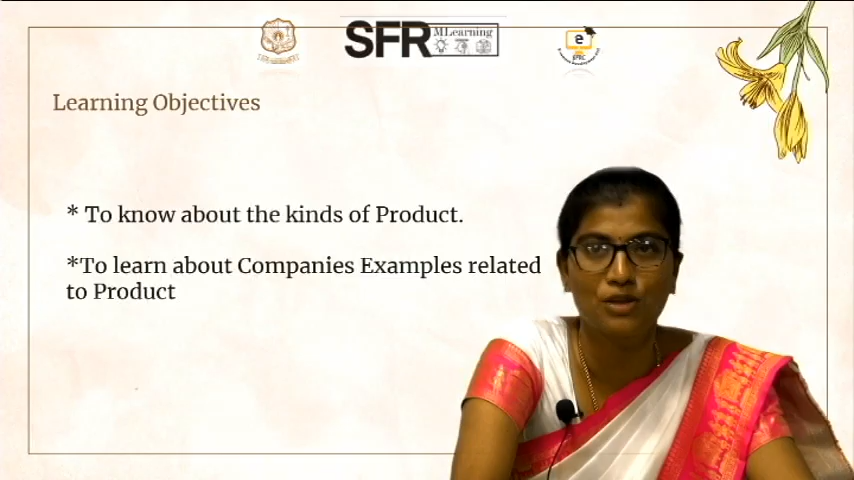 SFR MLearning
e
Learning Objectives
* To know about the kinds of Product.
*To learn about Companies Examples related
to Product